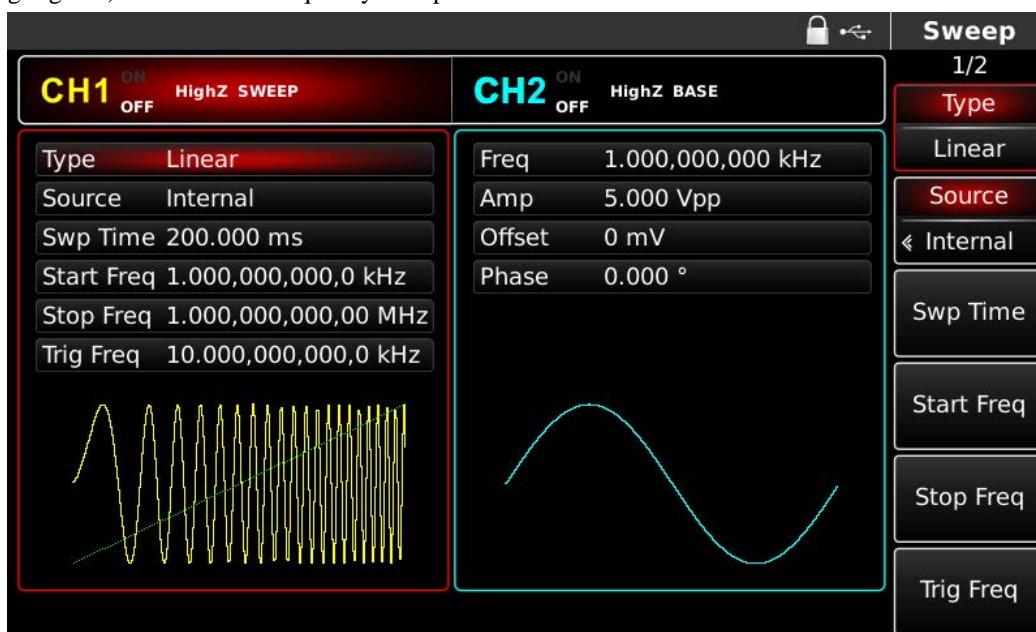 Sweep
1/2
CH1 ON OFF HighZ SWEEP
CH2 ON OFF HighZ BASE
Type Linear
Source Internal
Swp Time 200.000 ms
Start Freq 1.000,000,000,0 kHz
Stop Freq 1.000,000,000,00 MHz
Trig Freq 10.000,000,000,0 kHz
Freq 1.000,000,000 kHz
Amp 5.000 Vpp
Offset 0 mV
Phase 0.000 °
Type
Linear
Source
Internal
Swp Time
Start Freq
Stop Freq
Trig Freq